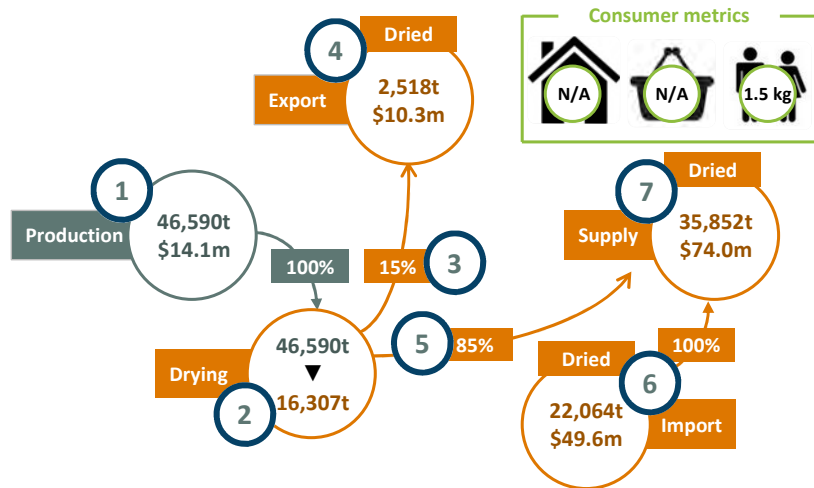 Consumer metrics
N/A
N/A
1.5 kg
4
Dried
Export
2,518t
$10.3m
1
Production
46,590t
$14.1m
100%
15%
3
7
Dried
Supply
35,852t
$74.0m
Drying
2
46,590t
▼
16,307t
5
85%
100%
Dried
6
22,064t
$49.6m
Import